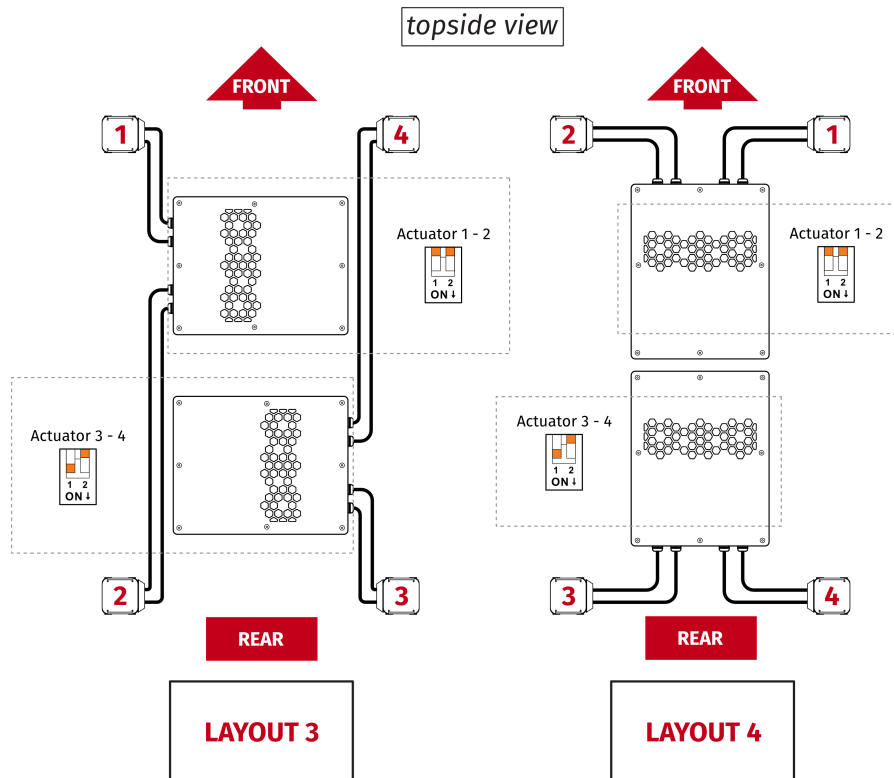 topside view
FRONT
1
4
Actuator 1 - 2
1 2
ON ↓
Actuator 3 - 4
1 2
ON ↓
2
3
REAR
LAYOUT 3
FRONT
2
1
Actuator 1 - 2
1 2
ON ↓
Actuator 3 - 4
1 2
ON ↓
3
4
REAR
LAYOUT 4